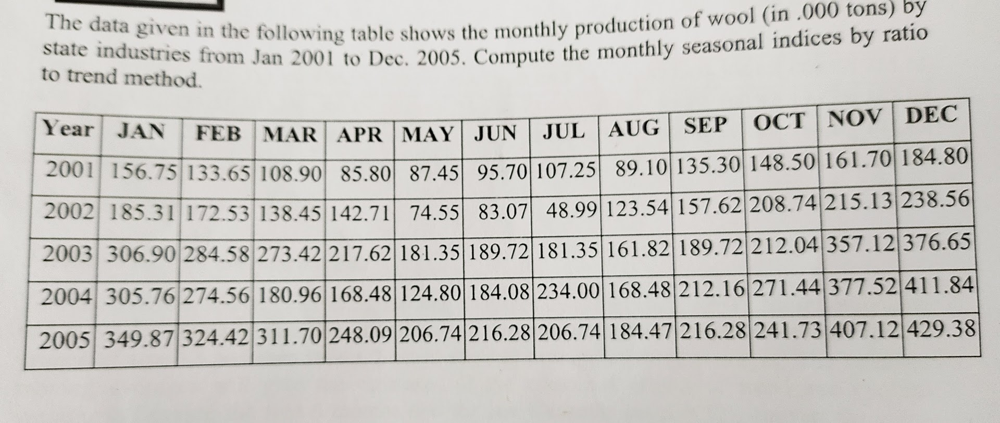 The data given in the following table shows the monthly production of wool (in .000 tons) by
state industries from Jan 2001 to Dec. 2005. Compute the monthly seasonal indices by ratio
to trend method.
Year JAN FEB MAR APR MAY JUN JUL AUG SEP OCT NOV DEC
2001 156.75 133.65 108.90 85.80 87.45 95.70 107.25 89.10 135.30 148.50 161.70 184.80
2002 185.31 172.53 138.45 142.71 74.55 83.07 48.99 123.54 157.62 208.74 215.13 238.56
2003 306.90 284.58 273.42 217.62 181.35 189.72 181.35 161.82 189.72 212.04 357.12 376.65
2004 305.76 274.56 180.96 168.48 124.80 184.08 234.00 168.48 212.16 271.44 377.52 411.84
2005 349.87 324.42 311.70 248.09 206.74 216.28 206.74 184.47 216.28 241.73 407.12 429.38